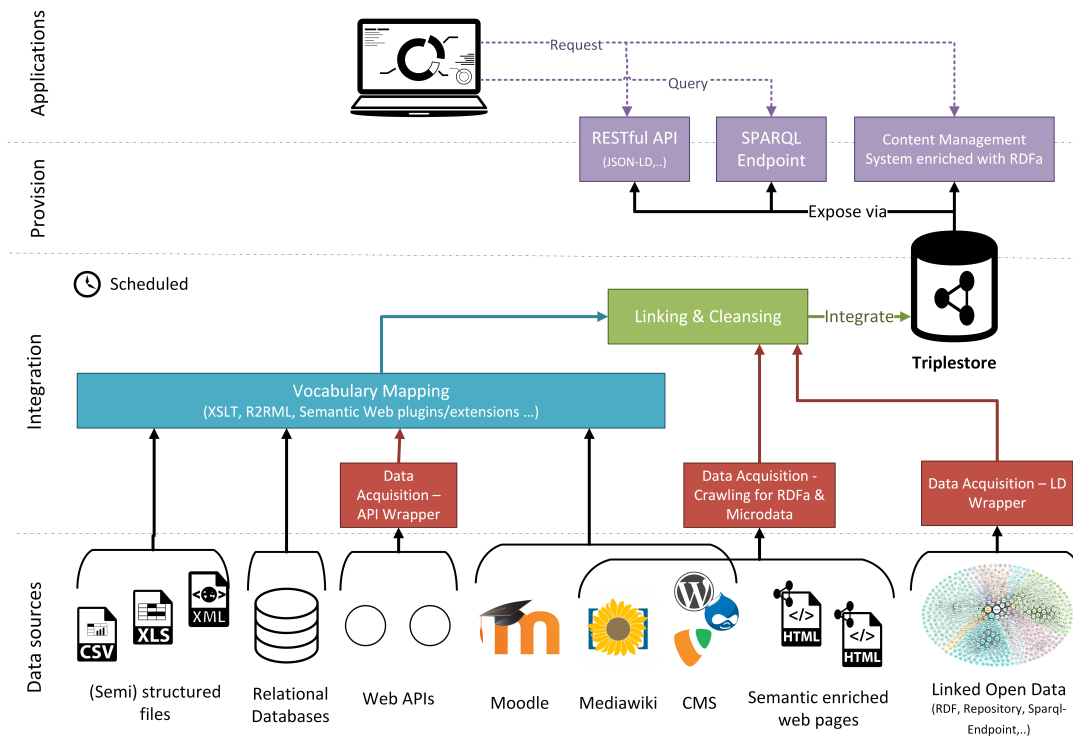 Applications
Request
Query
RESTful API
(JSON-LD,..)
SPARQL
Endpoint
Content Management
System enriched with RDFa
Provision
Expose via
Integration
Scheduled
Linking & Cleansing
Integrate
Triplestore
Vocabulary Mapping
(XSLT, R2RML, Semantic Web plugins/extensions ...)
Data
Acquisition –
API Wrapper
Data Acquisition -
Crawling for RDFa &
Microdata
Data Acquisition – LD
Wrapper
Data sources
CSV
XLS
XML
m
W
</>
HTML
</>
HTML
(Semi) structured
files
Relational
Databases
Web APIs
Moodle
Mediawiki
CMS
Semantic enriched
web pages
Linked Open Data
(RDF, Repository, Sparql-
Endpoint,..)